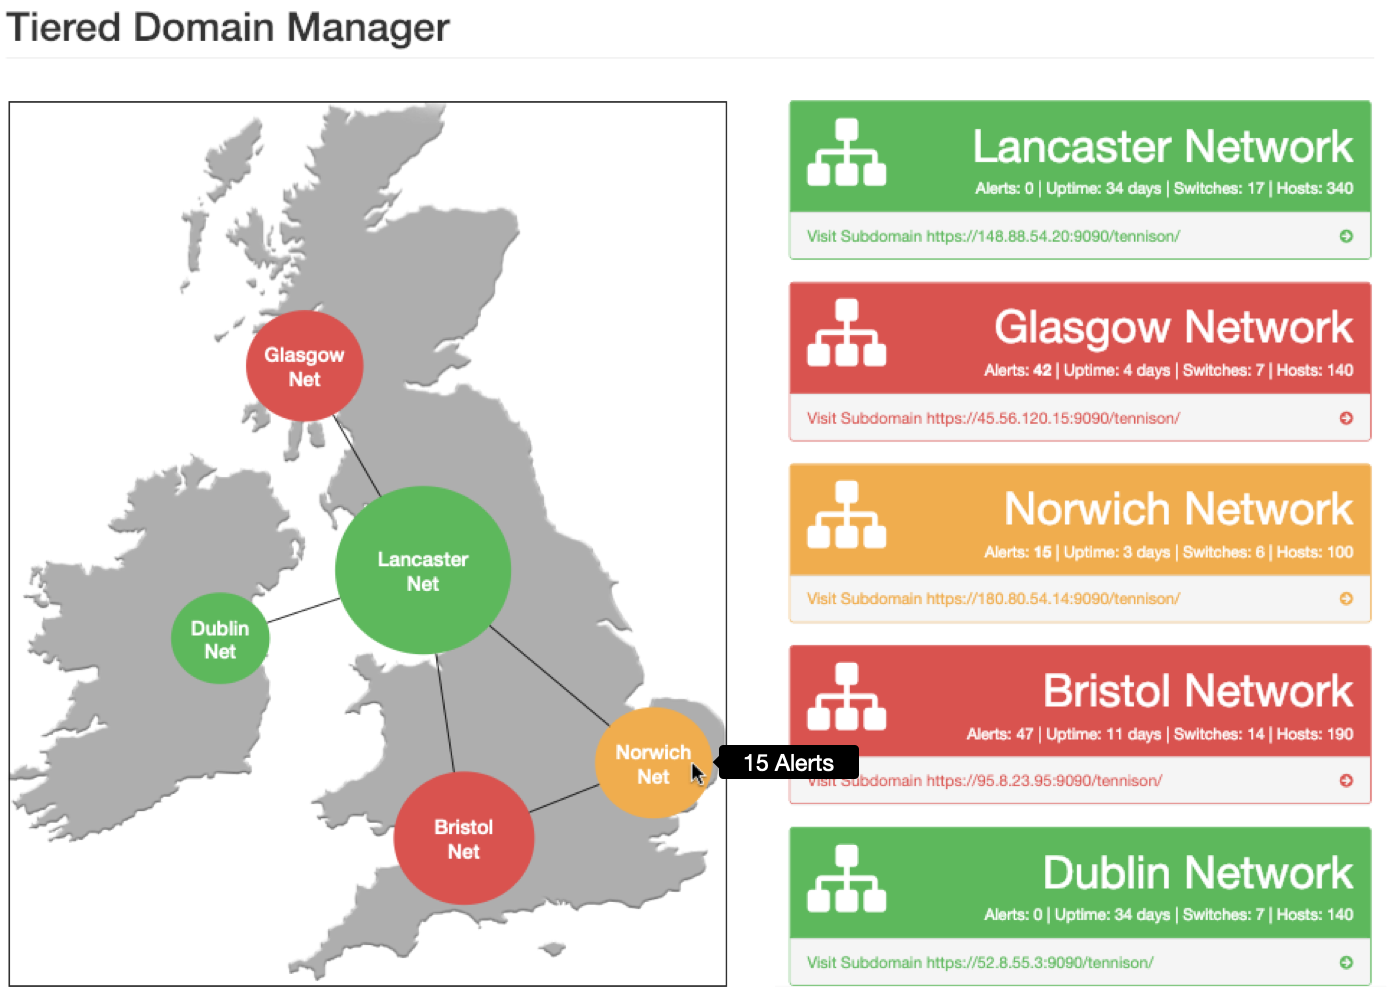 Tiered Domain Manager
Glasgow
Net
Lancaster
Net
Dublin
Net
Norwich
Net
15 Alerts
Bristol
Net
Lancaster Network
Alerts: 0 | Uptime: 34 days | Switches: 17 | Hosts: 340
Visit Subdomain https://148.88.54.20:9090/tennison/
Glasgow Network
Alerts: 42 | Uptime: 4 days | Switches: 7 | Hosts: 140
Visit Subdomain https://45.56.120.15:9090/tennison/
Norwich Network
Alerts: 15 | Uptime: 3 days | Switches: 6 | Hosts: 100
Visit Subdomain https://180.80.54.14:9090/tennison/
Bristol Network
Alerts: 47 | Uptime: 11 days | Switches: 14 | Hosts: 190
Visit Subdomain https://95.8.23.95:9090/tennison/
Dublin Network
Alerts: 0 | Uptime: 34 days | Switches: 7 | Hosts: 140
Visit Subdomain https://52.8.55.3:9090/tennison/